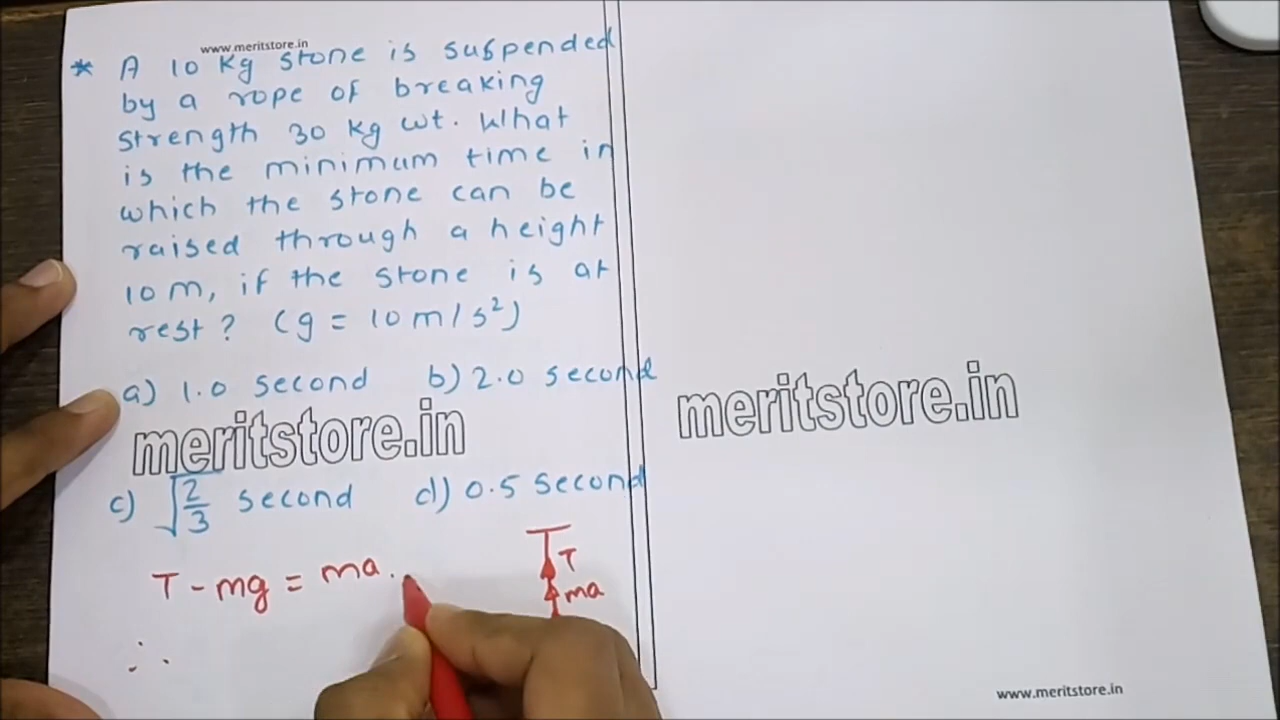 www.meritstore.in
* A 10 Kg stone is suspended
by a rope of breaking
strength 30 kg wt. What
is the minimum time in
which the stone can be
raised through a height
10 m, if the stone is at
rest? (g = 10 m/s²)
a) 1.0 second b) 2.0 second
meritstore.in
meritstore.in
c) √2/3 second d) 0.5 second
T - mg = ma.
T
ma
∴
www.meritstore.in